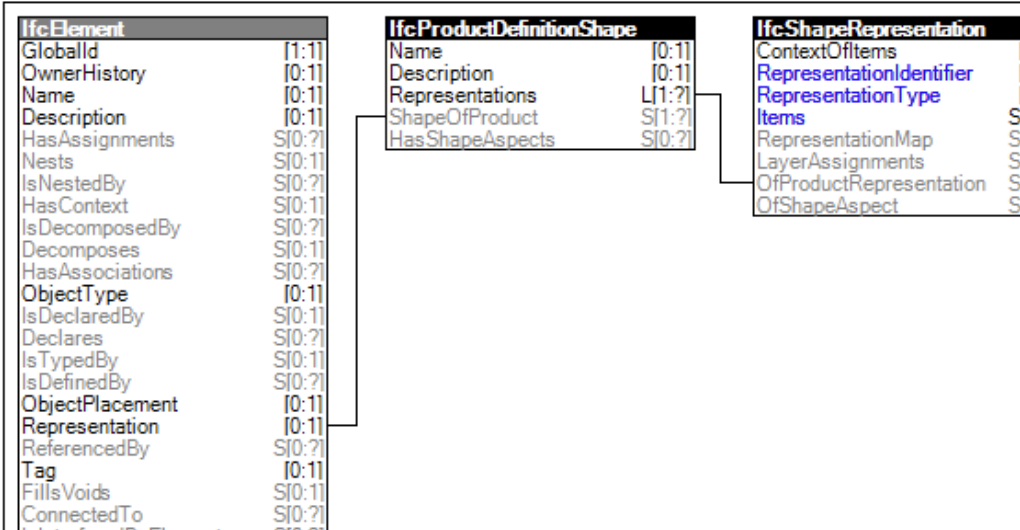 IfcElement
GlobalId [1:1]
OwnerHistory [0:1]
Name [0:1]
Description [0:1]
HasAssignments S[0:?]
Nests S[0:1]
IsNestedBy S[0:?]
HasContext S[0:1]
IsDecomposedBy S[0:?]
Decomposes S[0:1]
HasAssociations S[0:?]
ObjectType [0:1]
IsDeclaredBy S[0:1]
Declares S[0:?]
IsTypedBy S[0:1]
IsDefinedBy S[0:?]
ObjectPlacement [0:1]
Representation [0:1]
ReferencedBy S[0:?]
Tag [0:1]
FillsVoids S[0:1]
ConnectedTo S[0:?]
IfcProductDefinitionShape
Name [0:1]
Description [0:1]
Representations L[1:?]
ShapeOfProduct S[1:?]
HasShapeAspects S[0:?]
IfcShapeRepresentation
ContextOfItems
RepresentationIdentifier
RepresentationType
Items S
RepresentationMap S
LayerAssignments S
OfProductRepresentation S
OfShapeAspect S